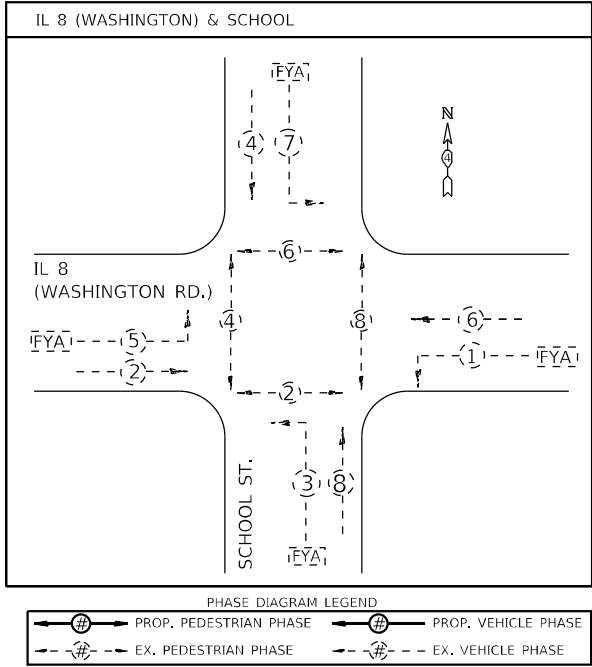 IL 8 (WASHINGTON) & SCHOOL
FYA
4
7
N
4
6
IL 8
(WASHINGTON RD.)
4
8
6
FYA
5
1
FYA
2
2
SCHOOL ST.
3
8
FYA
PHASE DIAGRAM LEGEND
# PROP. PEDESTRIAN PHASE
# PROP. VEHICLE PHASE
# EX. PEDESTRIAN PHASE
# EX. VEHICLE PHASE